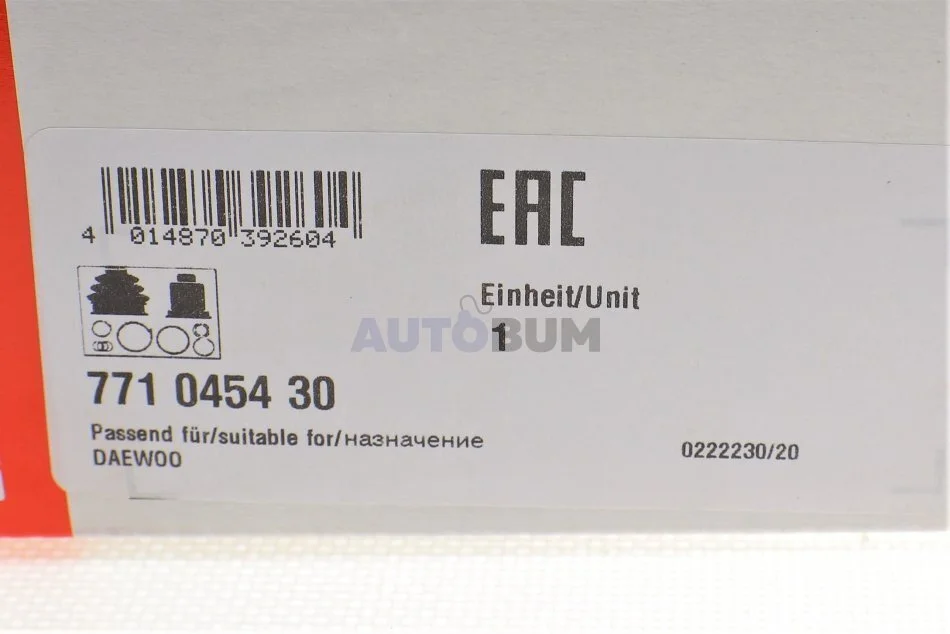 EAC
4 014870 392604
Einheit/Unit
1
AUTOBUM
771 0454 30
Passend für/suitable for/назначение
DAEWOO
0222230/20